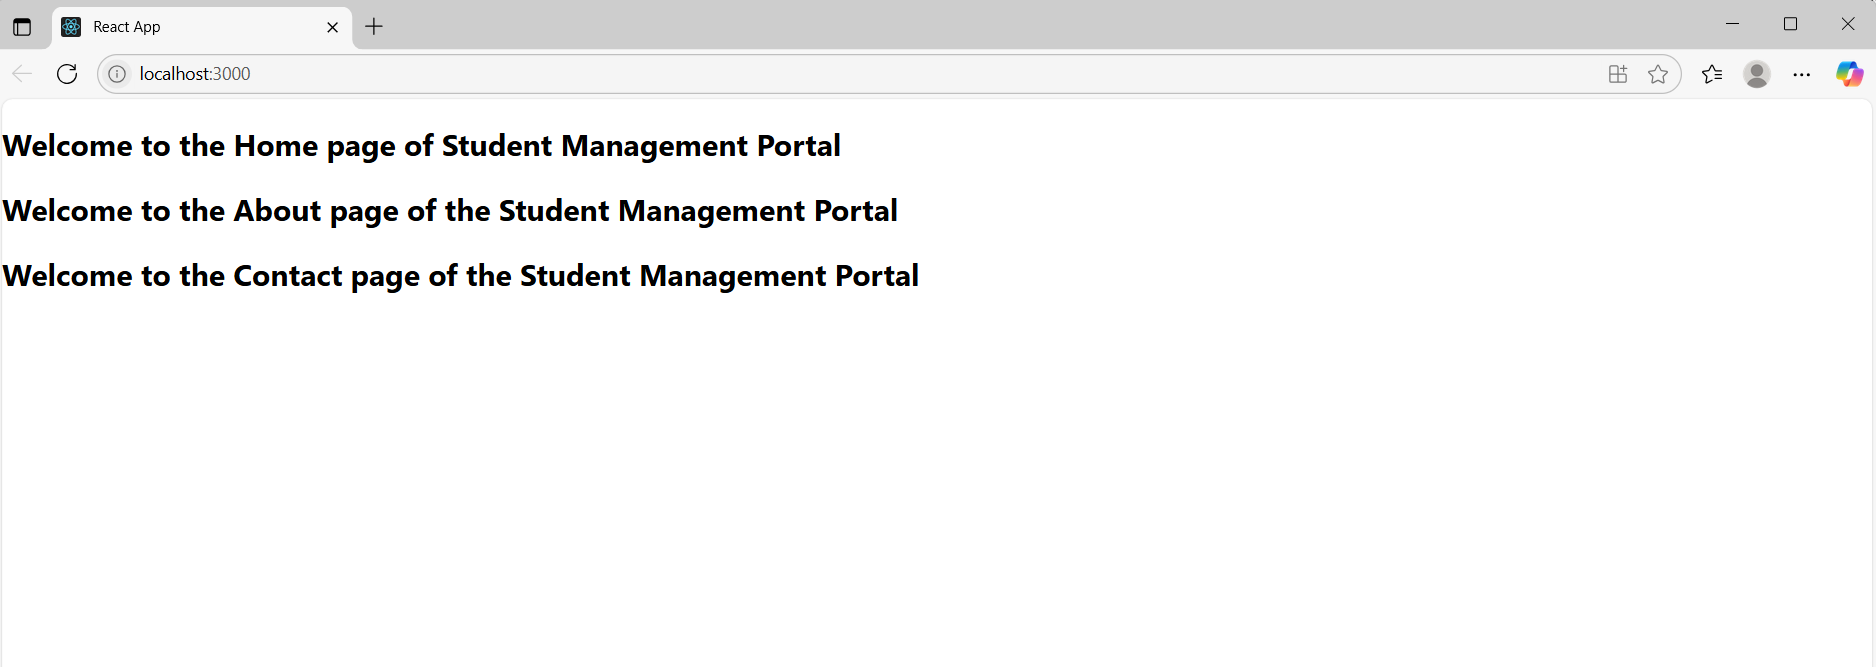 React App
localhost:3000
Welcome to the Home page of Student Management Portal
Welcome to the About page of the Student Management Portal
Welcome to the Contact page of the Student Management Portal